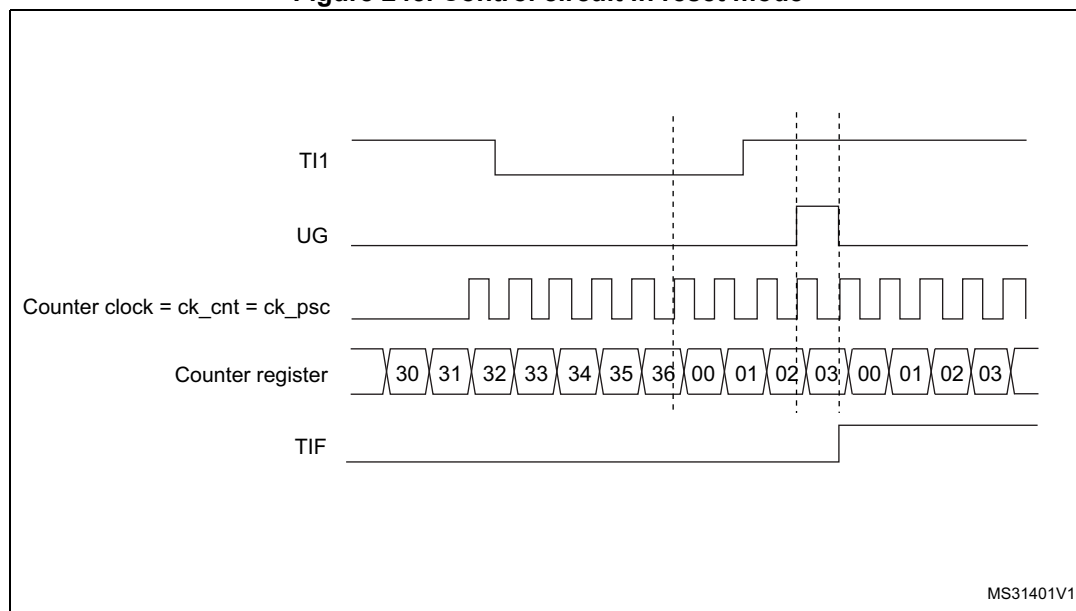 TI1
UG
Counter clock = ck_cnt = ck_psc
Counter register 30 31 32 33 34 35 36 00 01 02 03 00 01 02 03
TIF
MS31401V1